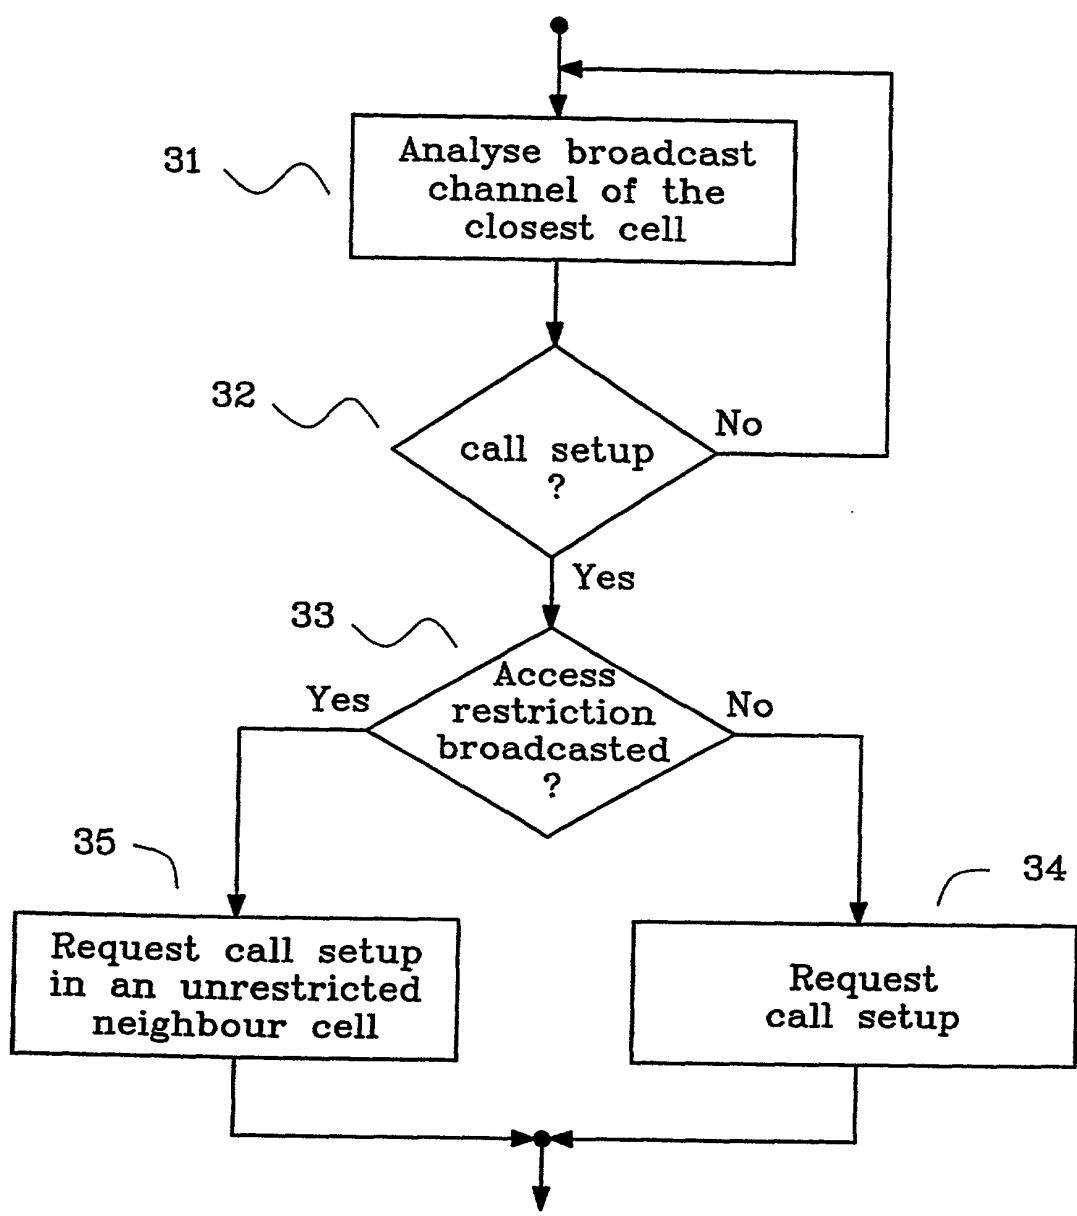 31
Analyse broadcast
channel of the
closest cell
32
call setup
?
No
Yes
33
Access
restriction
broadcasted
?
Yes
No
35
Request call setup
in an unrestricted
neighbour cell
34
Request
call setup